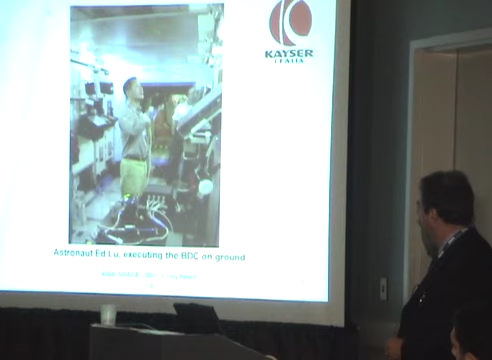 KAYSER
ITALIA
Astronaut Ed Lu, executing the BDC on ground